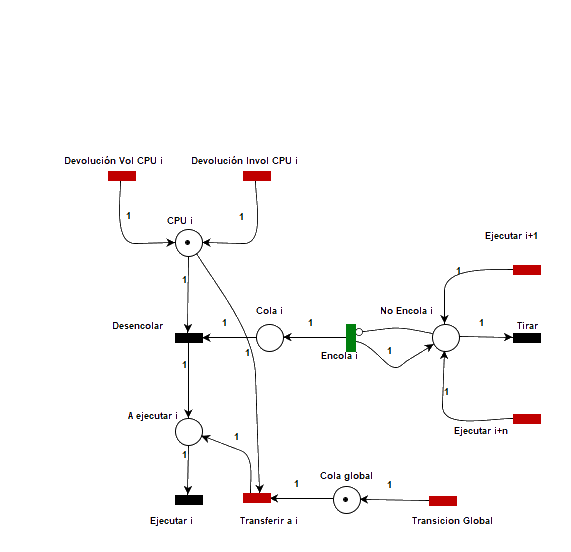 Devolución Vol CPU i
Devolución Invol CPU i
1
1
CPU i
Ejecutar i+1
1
1
Cola i
No Encola i
Desencolar
1
1
1
Tirar
Encola i
1
1
1
1
A ejecutar i
Ejecutar i+n
1
1
Cola global
1
1
Ejecutar i
Transferir a i
Transicion Global